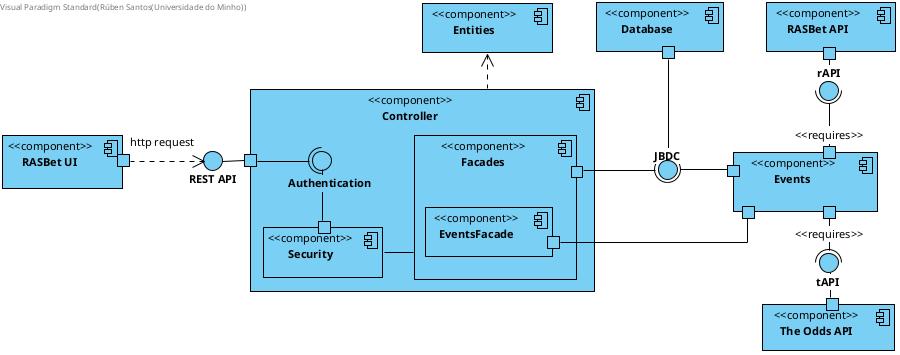 Visual Paradigm Standard(Rúben Santos(Universidade do Minho))
<<component>>
Entities
<<component>>
Database
<<component>>
RASBet API
rAPI
<<component>>
Controller
http request
<<requires>>
<<component>>
RASBet UI
REST API
<<component>>
Facades
Authentication
JBDC
<<component>>
Events
<<component>>
EventsFacade
<<component>>
Security
<<requires>>
tAPI
<<component>>
The Odds API